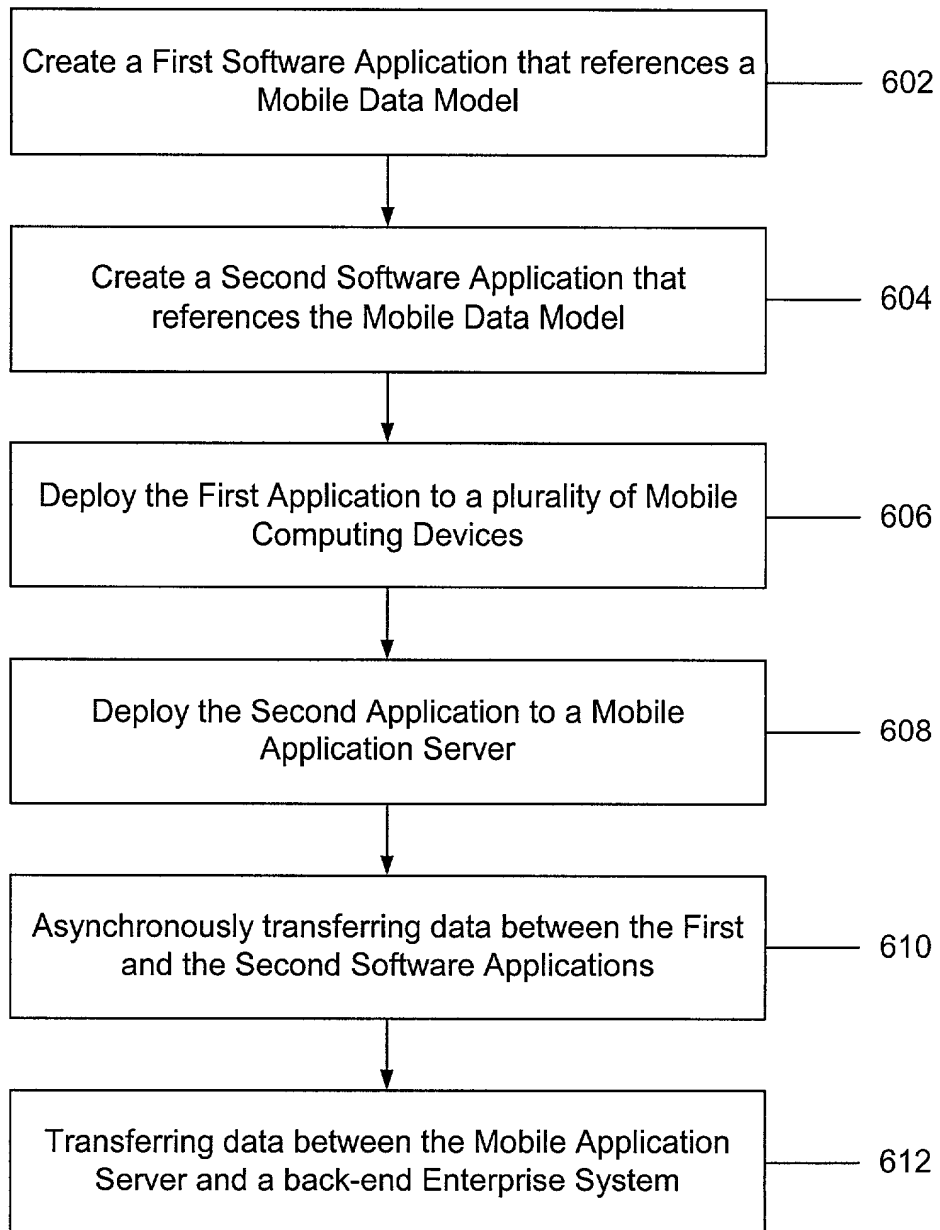 Create a First Software Application that references a
Mobile Data Model
602
Create a Second Software Application that
references the Mobile Data Model
604
Deploy the First Application to a plurality of Mobile
Computing Devices
606
Deploy the Second Application to a Mobile
Application Server
608
Asynchronously transferring data between the First
and the Second Software Applications
610
Transferring data between the Mobile Application
Server and a back-end Enterprise System
612